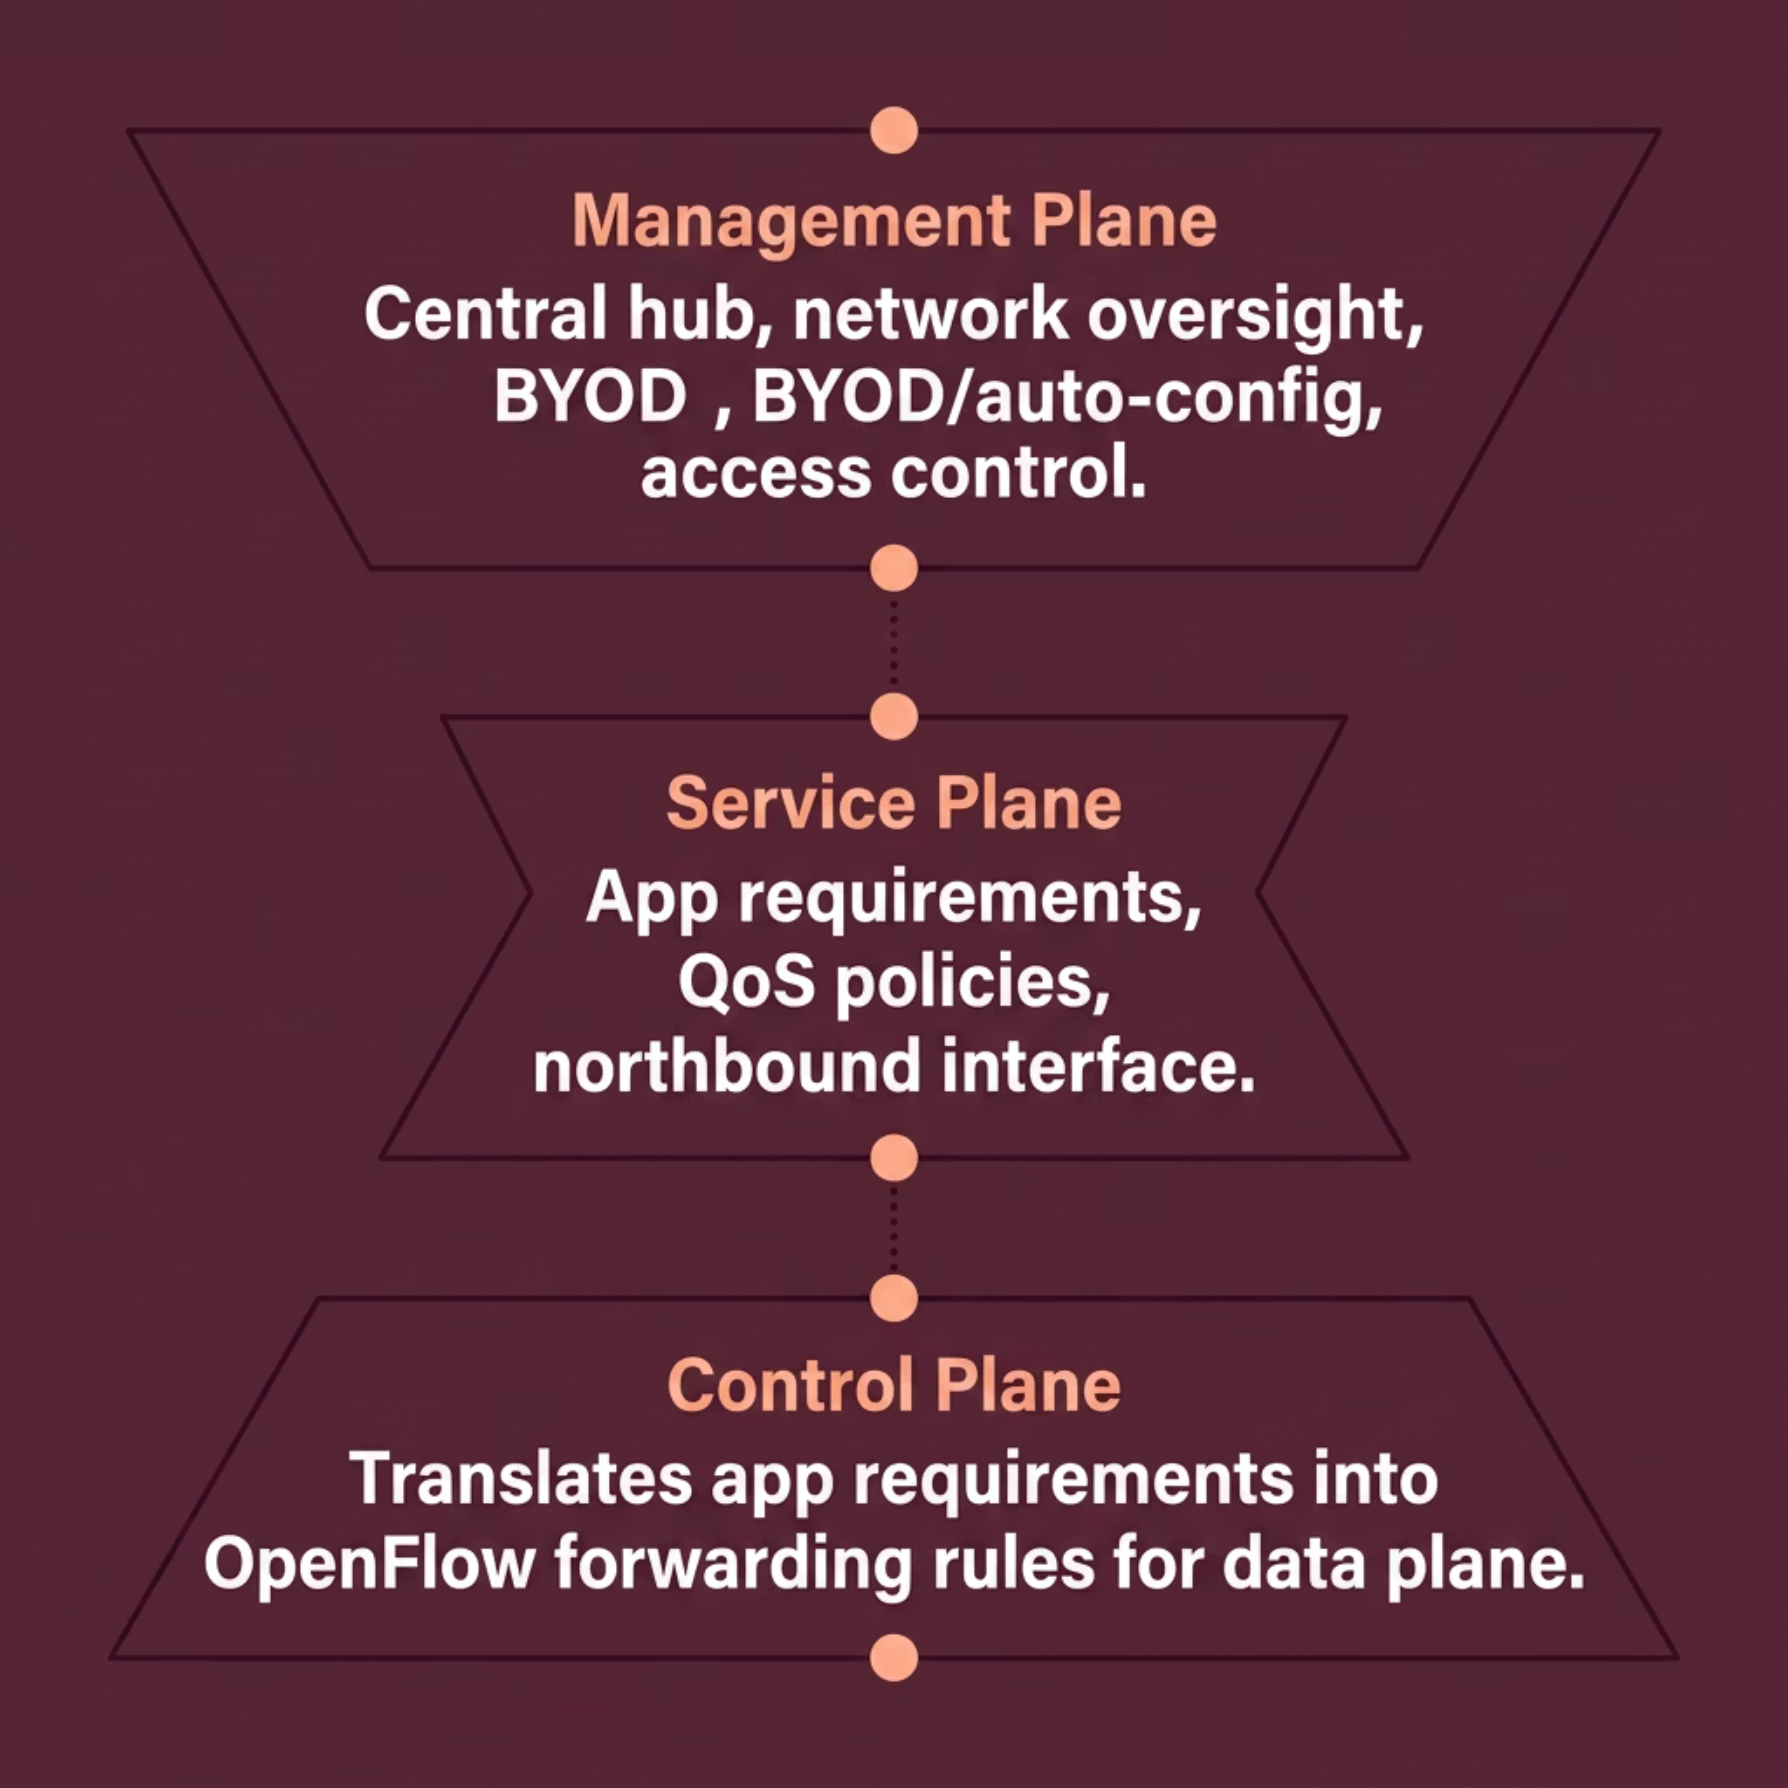 Management Plane
Central hub, network oversight,
BYOD , BYOD/auto-config,
access control.
Service Plane
App requirements,
QoS policies,
northbound interface.
Control Plane
Translates app requirements into
OpenFlow forwarding rules for data plane.